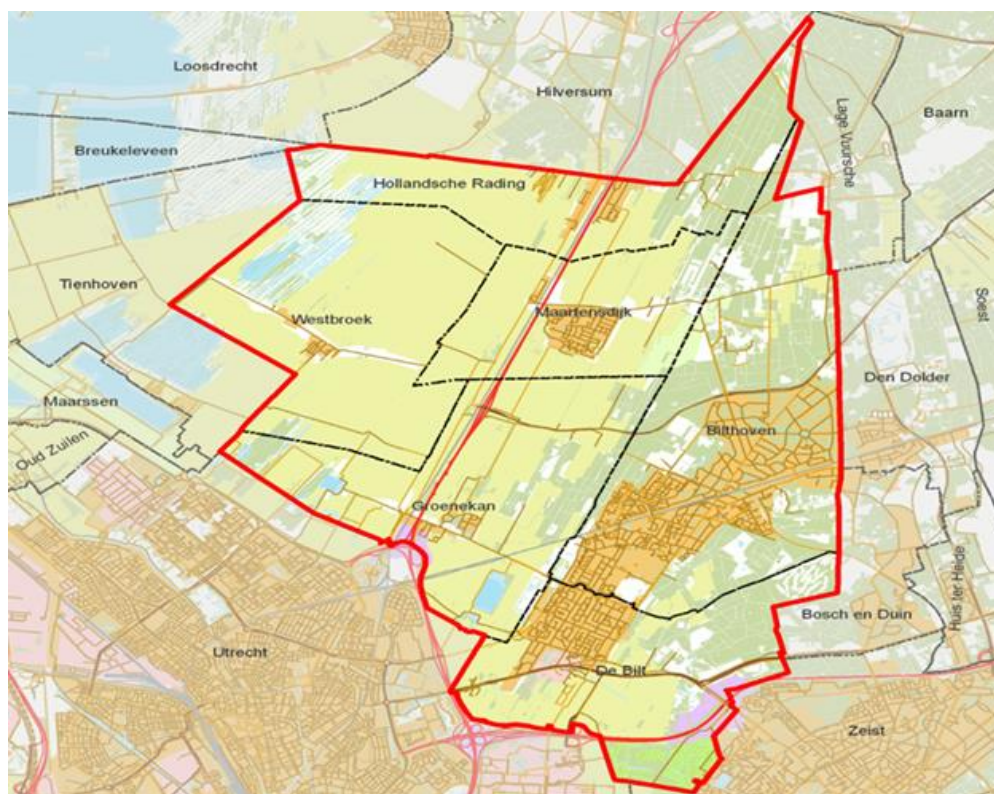 Loosdrecht
Hilversum
Baarn
Lage Vuursche
Breukeleveen
Hollandsche Rading
Tienhoven
Soest
Westbroek
Maartensdijk
Den Dolder
Maarssen
Bilthoven
Oud Zuilen
Groenekan
Huis ter Heide
Bosch en Duin
Utrecht
De Bilt
Zeist